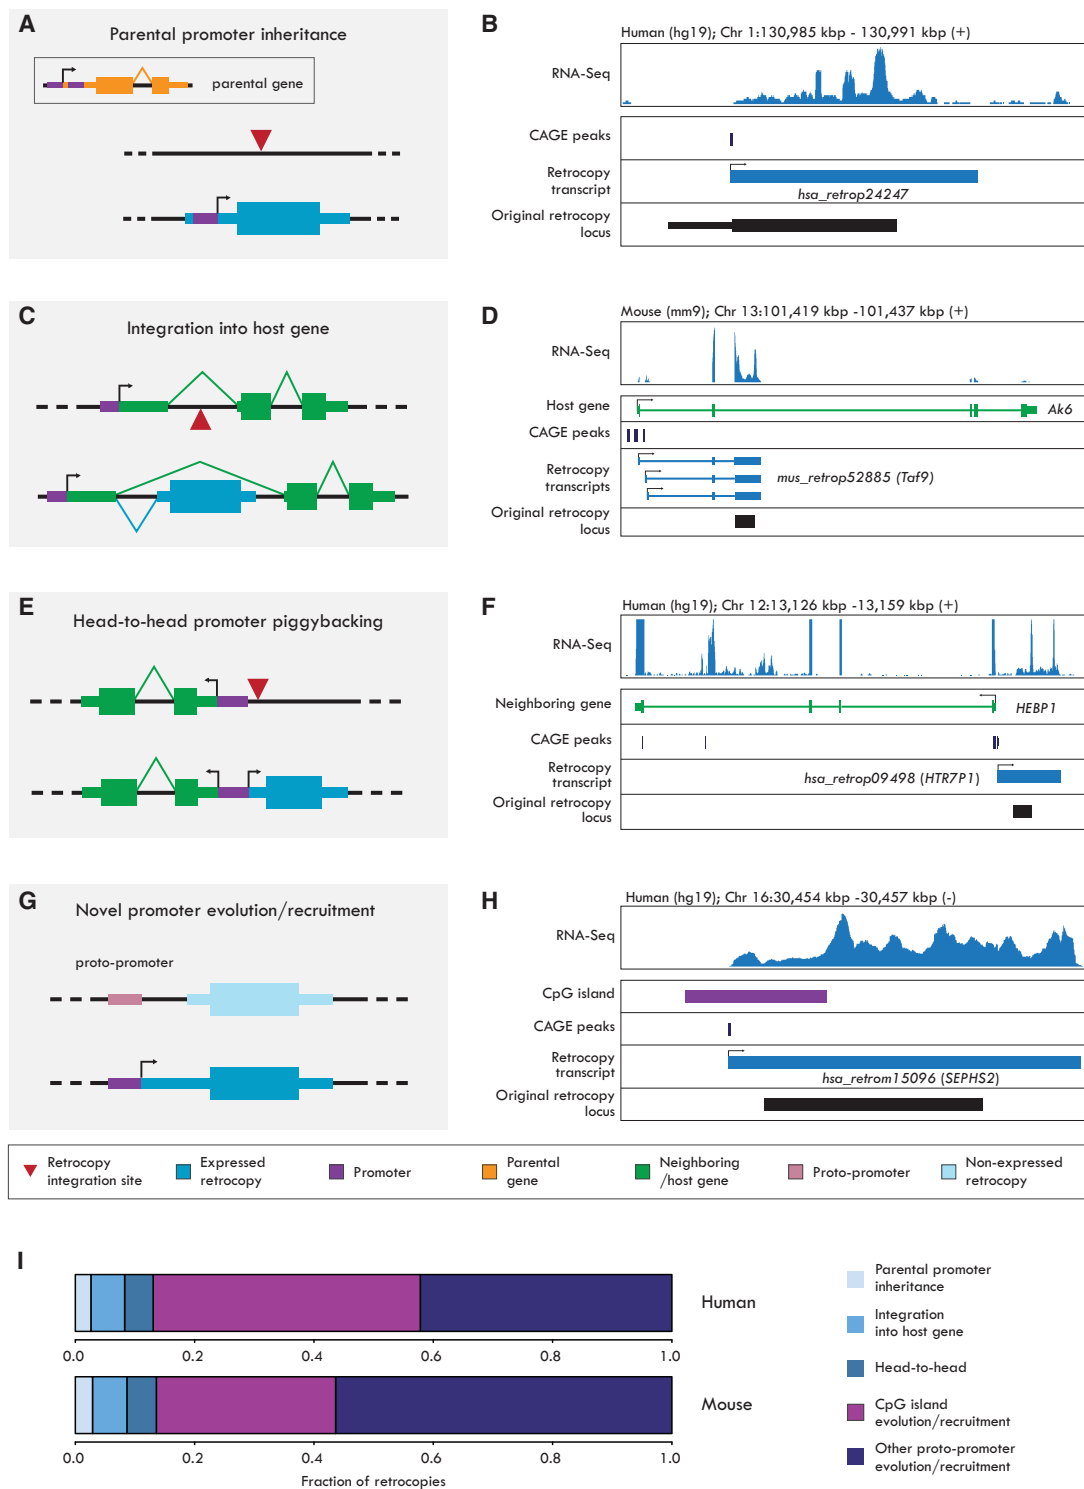 A
Parental promoter inheritance
parental gene
B
Human (hg19); Chr 1:130,985 kbp - 130,991 kbp (+)
RNA-Seq
CAGE peaks
Retrocopy
transcript
hsa_retrop24247
Original retrocopy
locus
C
Integration into host gene
D
Mouse (mm9); Chr 13:101,419 kbp -101,437 kbp (+)
RNA-Seq
Host gene
Ak6
CAGE peaks
Retrocopy
transcripts
mus_retrop52885 (Taf9)
Original retrocopy
locus
E
Head-to-head promoter piggybacking
F
Human (hg19); Chr 12:13,126 kbp -13,159 kbp (+)
RNA-Seq
Neighboring gene
HEBP1
CAGE peaks
Retrocopy
transcript
hsa_retrop09498 (HTR7P1)
Original retrocopy
locus
G
Novel promoter evolution/recruitment
proto-promoter
H
Human (hg19); Chr 16:30,454 kbp -30,457 kbp (-)
RNA-Seq
CpG island
CAGE peaks
Retrocopy
transcript
hsa_retrom15096 (SEPHS2)
Original retrocopy
locus
Retrocopy
integration site
Expressed
retrocopy
Promoter
Parental
gene
Neighboring
/host gene
Proto-promoter
Non-expressed
retrocopy
I
Human
0.0 0.2 0.4 0.6 0.8 1.0
Mouse
0.0 0.2 0.4 0.6 0.8 1.0
Fraction of retrocopies
Parental promoter
inheritance
Integration
into host gene
Head-to-head
CpG island
evolution/recruitment
Other proto-promoter
evolution/recruitment